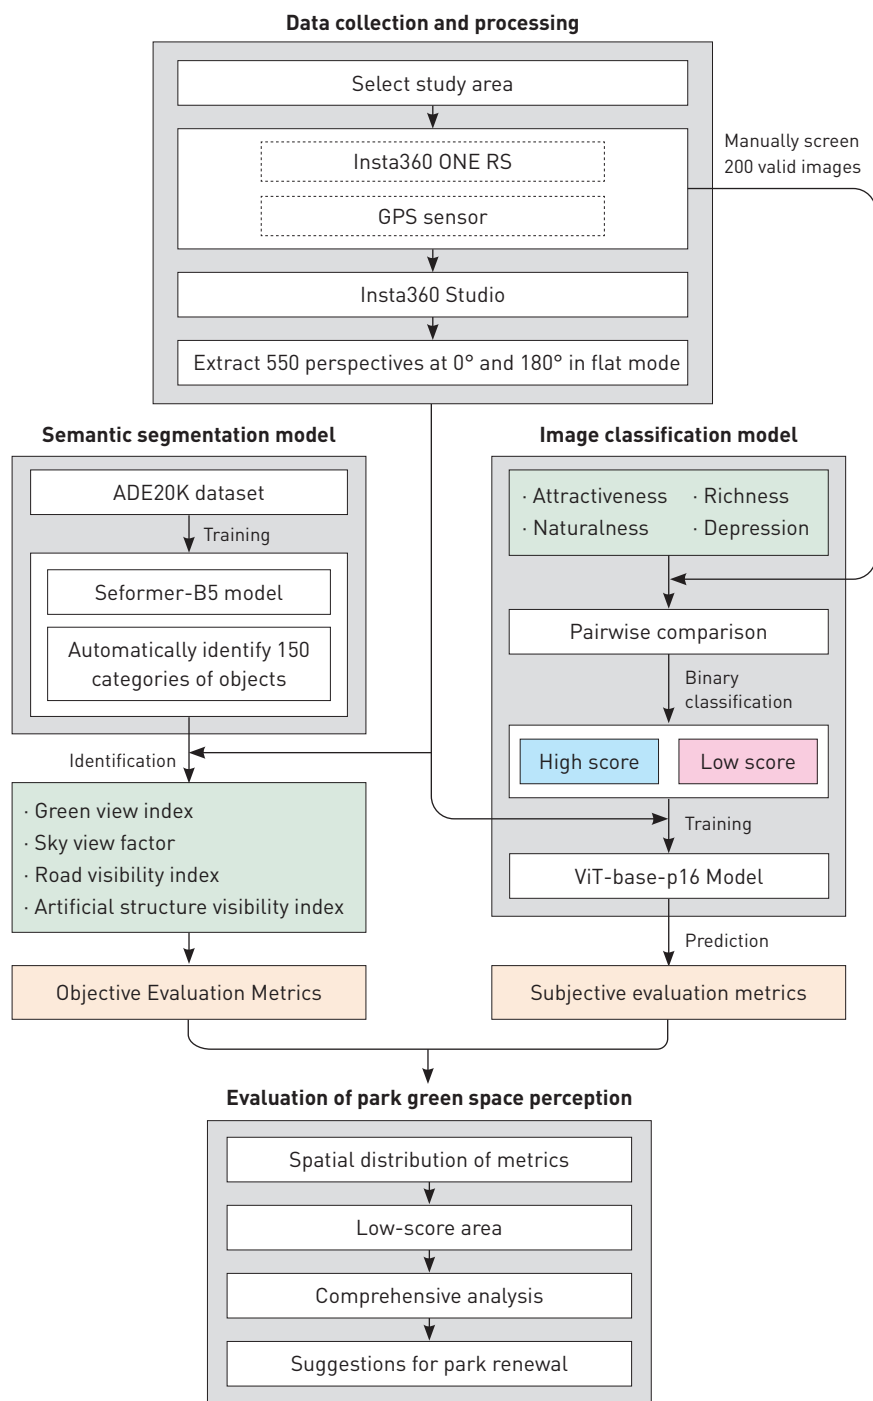 Data collection and processing
Select study area
Insta360 ONE RS
GPS sensor
Manually screen
200 valid images
Insta360 Studio
Extract 550 perspectives at 0° and 180° in flat mode
Semantic segmentation model
ADE20K dataset
Training
Seformer-B5 model
Automatically identify 150
categories of objects
Identification
· Green view index
· Sky view factor
· Road visibility index
· Artificial structure visibility index
Objective Evaluation Metrics
Image classification model
· Attractiveness · Richness
· Naturalness · Depression
Pairwise comparison
Binary
classification
High score
Low score
Training
ViT-base-p16 Model
Prediction
Subjective evaluation metrics
Evaluation of park green space perception
Spatial distribution of metrics
Low-score area
Comprehensive analysis
Suggestions for park renewal